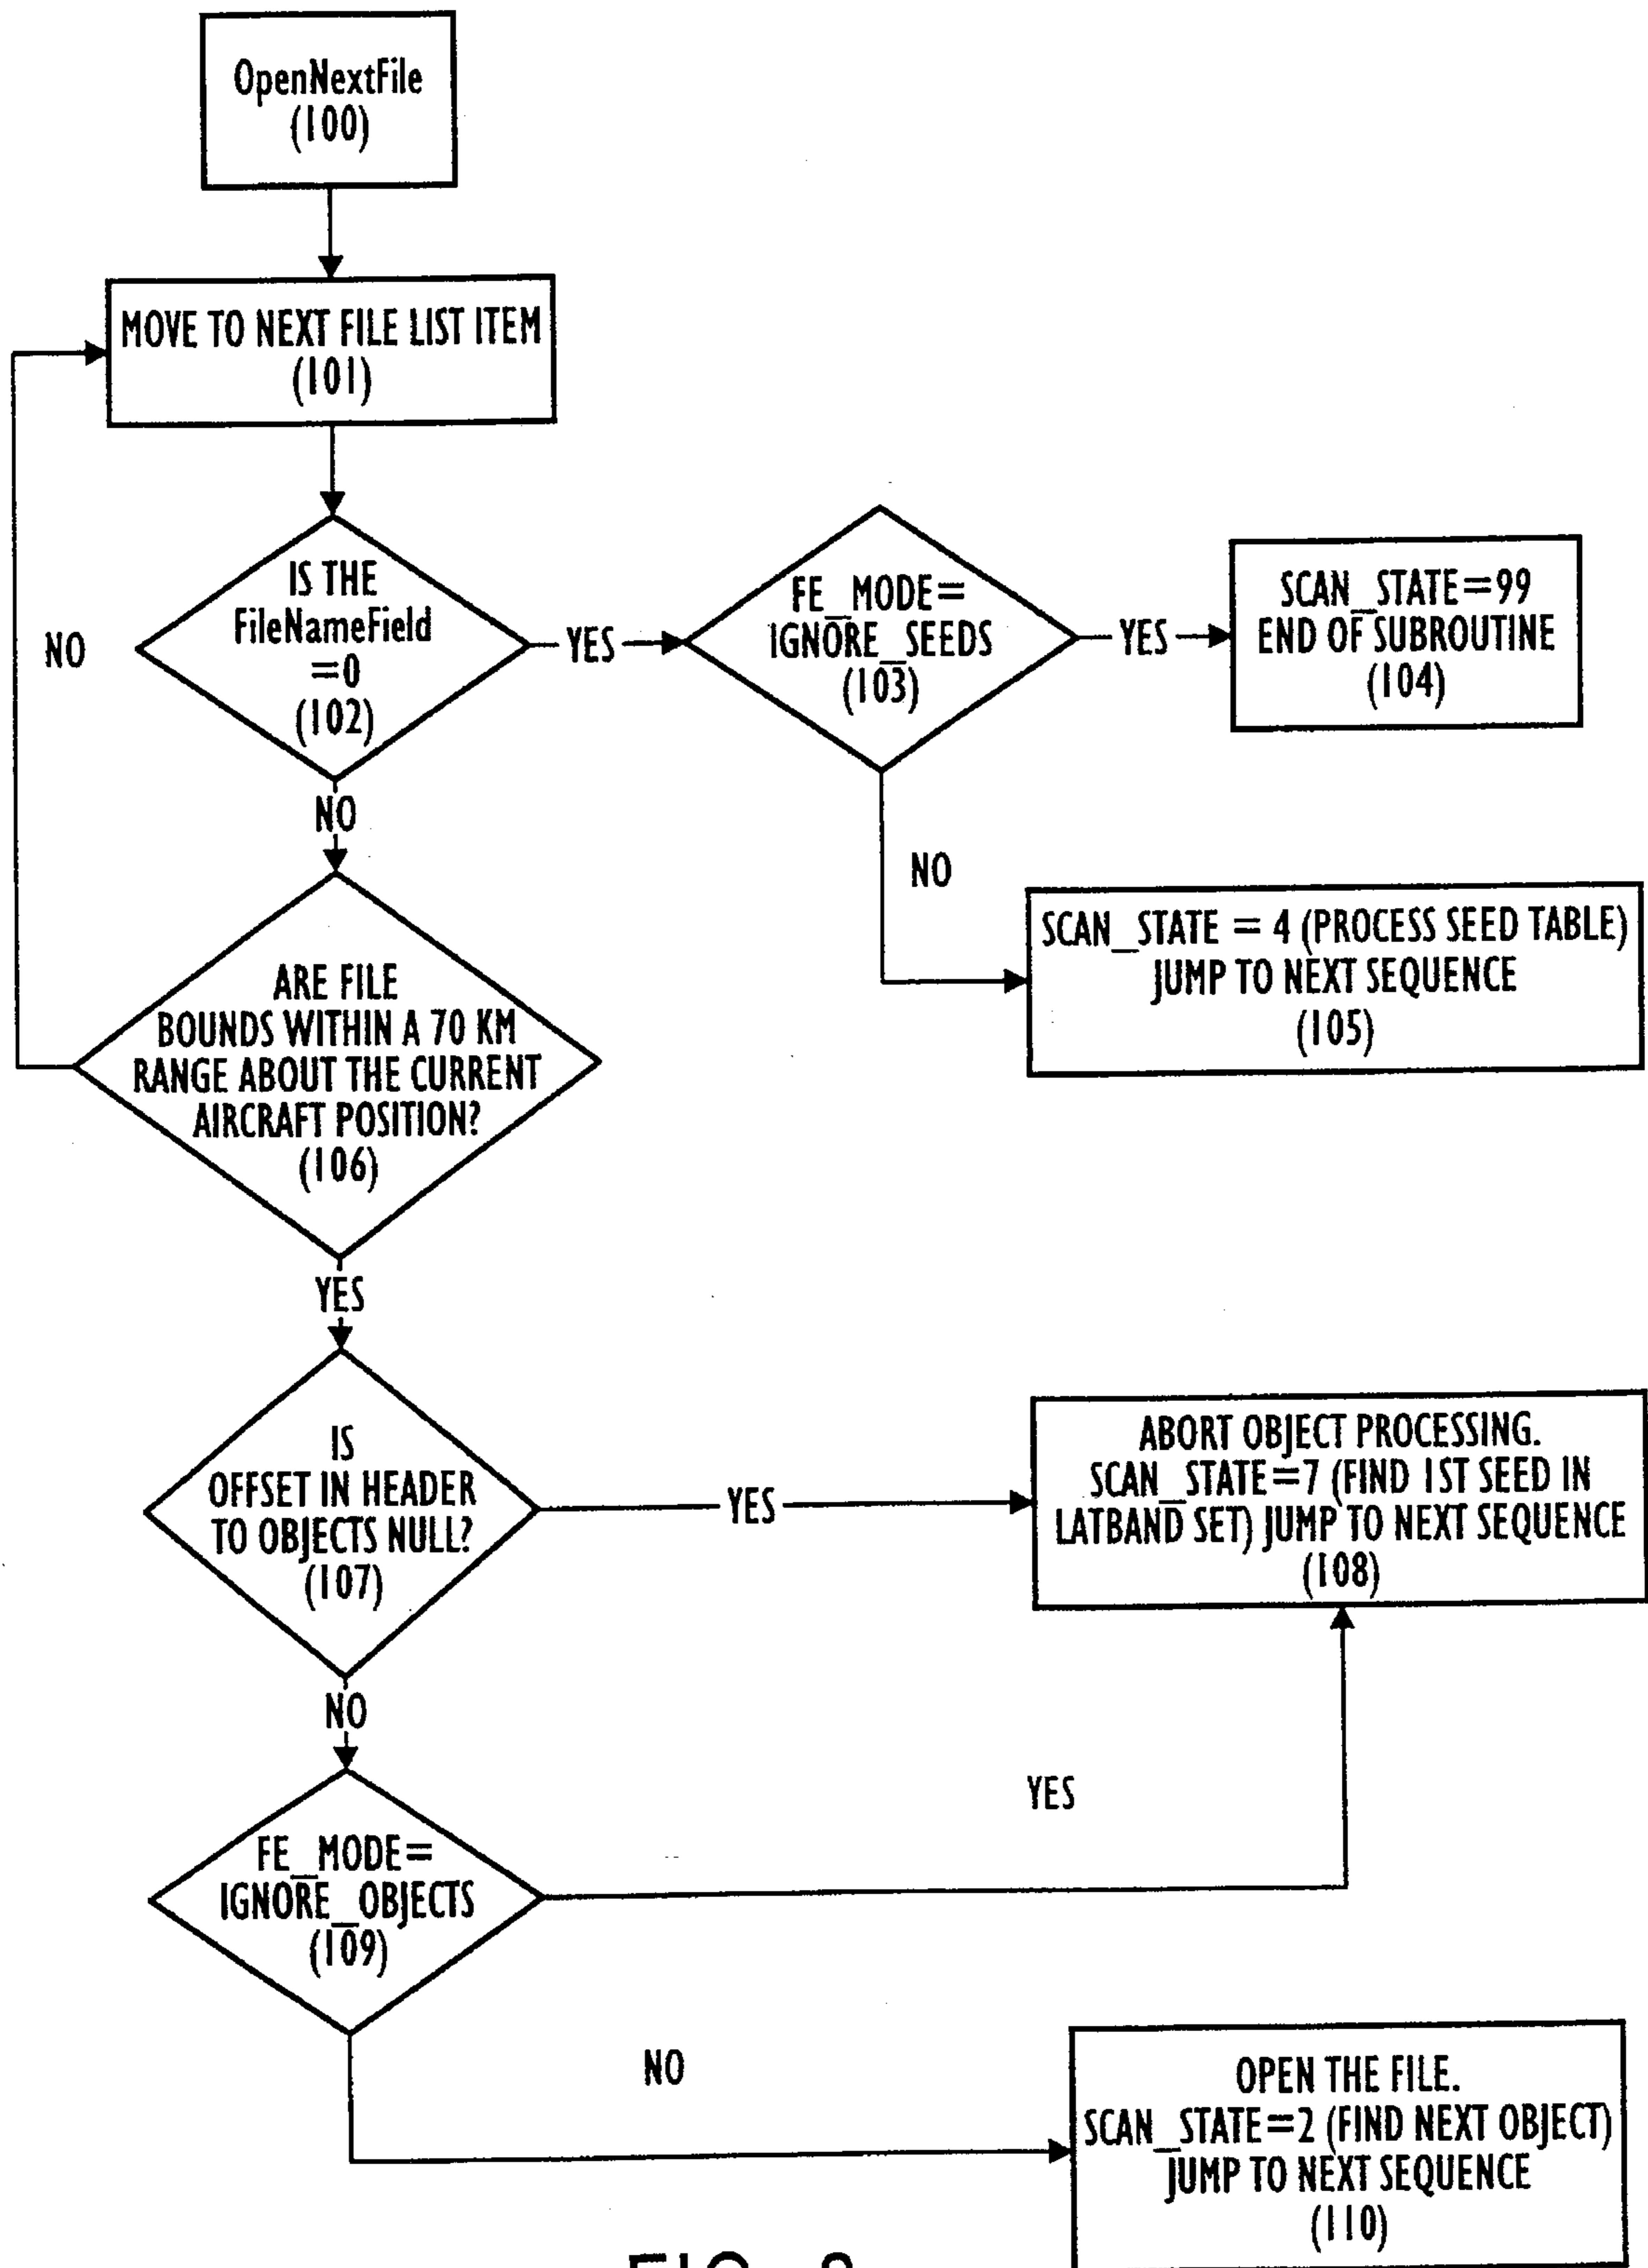 OpenNextFile
(100)
MOVE TO NEXT FILE LIST ITEM
(101)
IS THE
FileNameField
=0
(102)
YES
FE_MODE=
IGNORE_SEEDS
(103)
YES
SCAN_STATE=99
END OF SUBROUTINE
(104)
NO
NO
NO
SCAN_STATE = 4 (PROCESS SEED TABLE)
JUMP TO NEXT SEQUENCE
(105)
ARE FILE
BOUNDS WITHIN A 70 KM
RANGE ABOUT THE CURRENT
AIRCRAFT POSITION?
(106)
YES
IS
OFFSET IN HEADER
TO OBJECTS NULL?
(107)
YES
ABORT OBJECT PROCESSING.
SCAN_STATE=7 (FIND 1ST SEED IN
LATBAND SET) JUMP TO NEXT SEQUENCE
(108)
NO
YES
FE_MODE=
IGNORE_OBJECTS
(109)
NO
OPEN THE FILE.
SCAN_STATE=2 (FIND NEXT OBJECT)
JUMP TO NEXT SEQUENCE
(110)